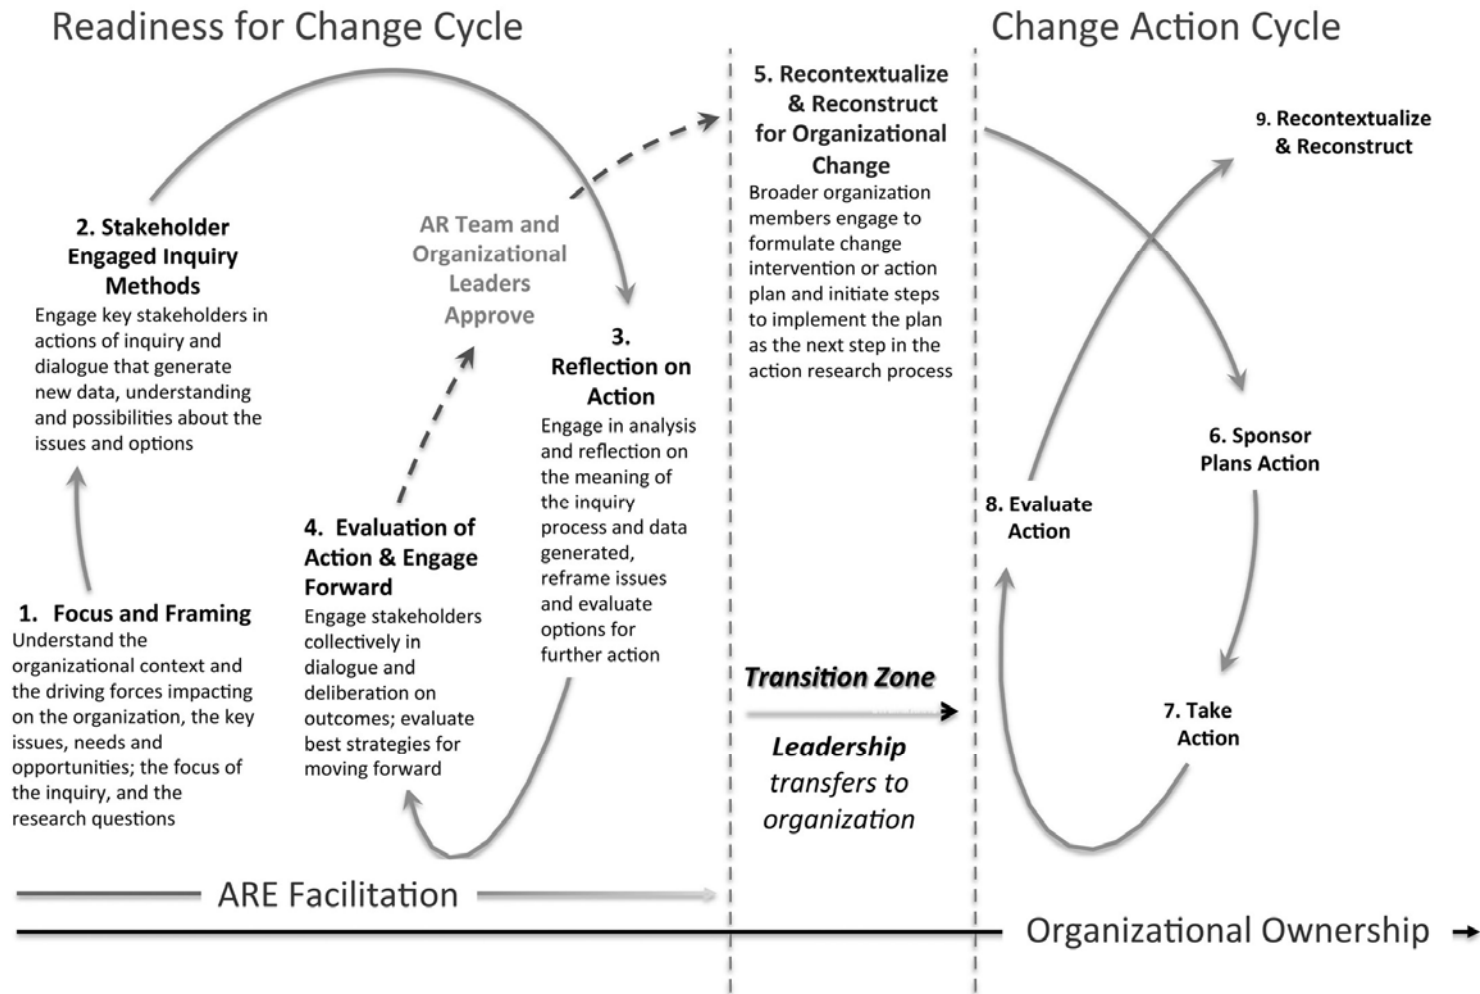 Readiness for Change Cycle
Change Action Cycle
1. Focus and Framing
Understand the
organizational context and
the driving forces impacting
on the organization, the key
issues, needs and
opportunities; the focus of
the inquiry, and the
research questions
2. Stakeholder
Engaged Inquiry
Methods
Engage key stakeholders in
actions of inquiry and
dialogue that generate
new data, understanding
and possibilities about the
issues and options
3.
Reflection on
Action
Engage in analysis
and reflection on
the meaning of
the inquiry
process and data
generated,
reframe issues
and evaluate
options for
further action
4. Evaluation of
Action & Engage
Forward
Engage stakeholders
collectively in
dialogue and
deliberation on
outcomes; evaluate
best strategies for
moving forward
AR Team and
Organizational
Leaders
Approve
5. Recontextualize
& Reconstruct
for Organizational
Change
Broader organization
members engage to
formulate change
intervention or action
plan and initiate steps
to implement the plan
as the next step in the
action research process
Transition Zone
Leadership
transfers to
organization
6. Sponsor
Plans Action
7. Take
Action
8. Evaluate
Action
9. Recontextualize
& Reconstruct
ARE Facilitation
Organizational Ownership